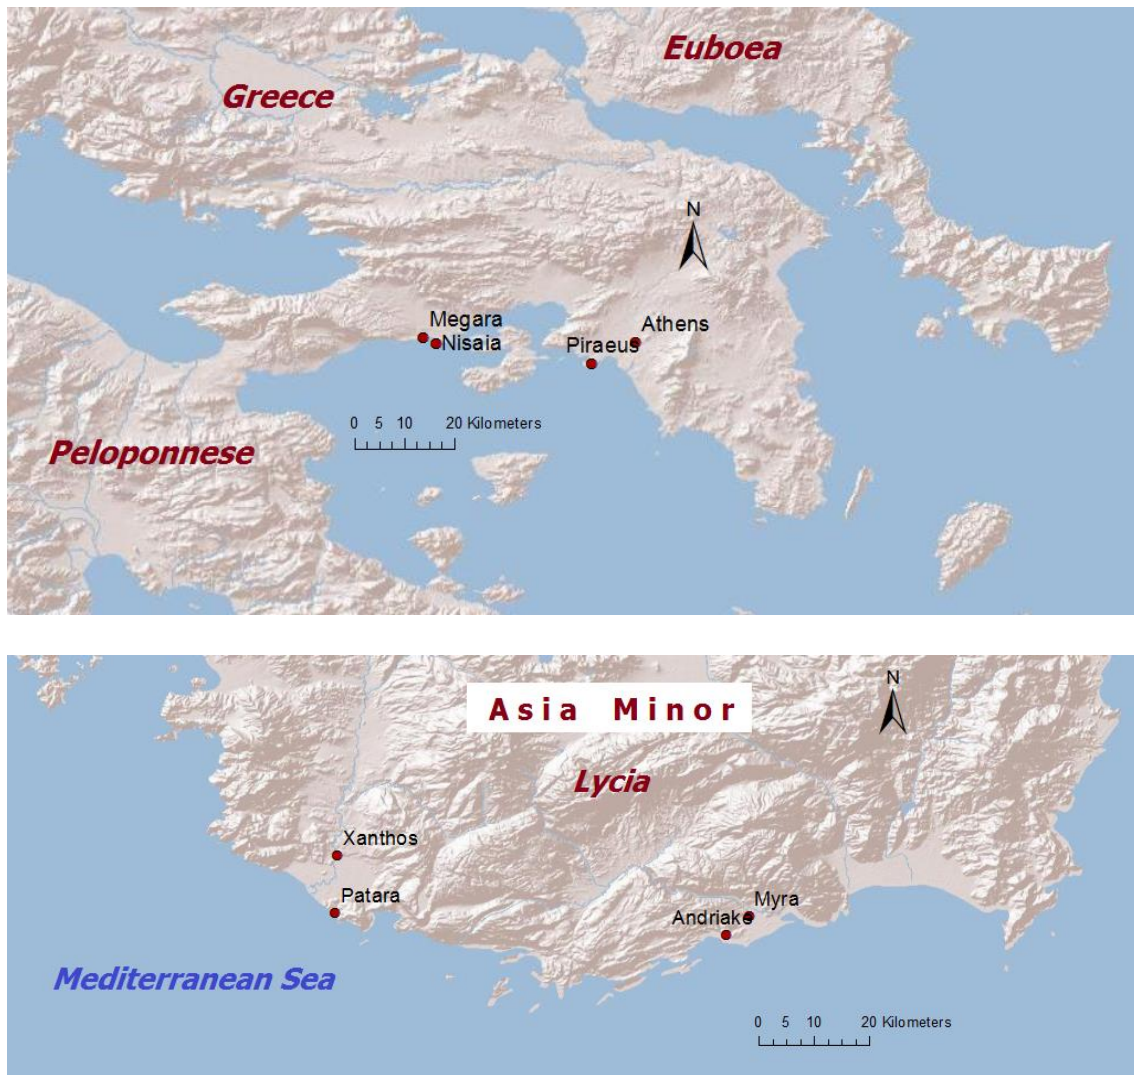 Euboea
Greece
N
Megara
Nisaia
Athens
Piraeus
0 5 10 20 Kilometers
Peloponnese
N
Asia Minor
Lycia
Xanthos
Patara
Myra
Andriake
Mediterranean Sea
0 5 10 20 Kilometers